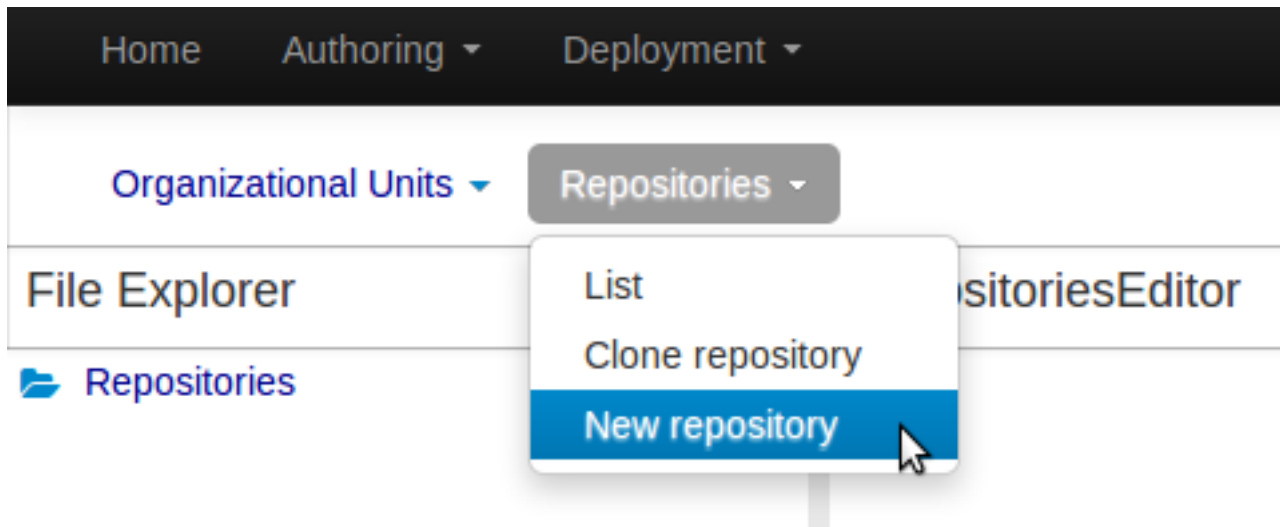 Home Authoring Deployment
Organizational Units Repositories
File Explorer
List
sitoriesEditor
Clone repository
Repositories
New repository